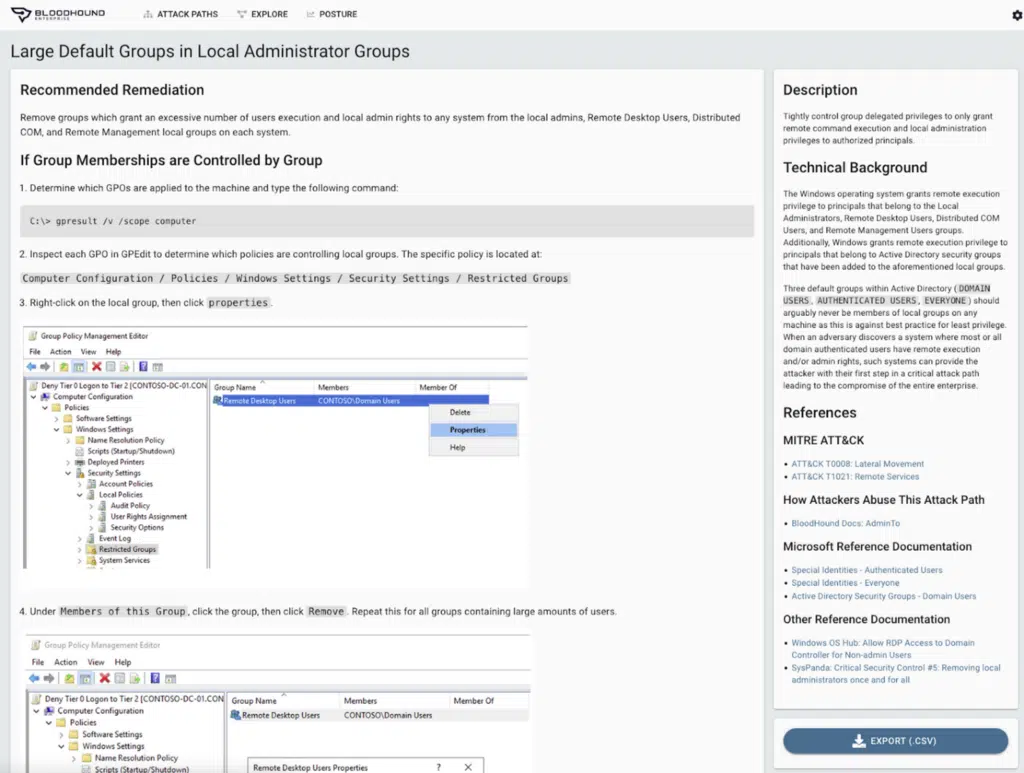 BLOODHOUND
ENTERPRISE
ATTACK PATHS
EXPLORE
POSTURE
Large Default Groups in Local Administrator Groups
Recommended Remediation
Remove groups which grant an excessive number of users execution and local admin rights to any system from the local admins, Remote Desktop Users, Distributed
COM, and Remote Management local groups on each system.
If Group Memberships are Controlled by Group
1. Determine which GPOs are applied to the machine and type the following command:
C:\> gpresult /v /scope computer
2. Inspect each GPO in GPEdit to determine which policies are controlling local groups. The specific policy is located at:
Computer Configuration / Policies / Windows Settings / Security Settings / Restricted Groups
3. Right-click on the local group, then click properties.
Group Policy Management Editor
File Action View Help
Deny Tier 0 Logon to Tier 2 [CONTOSO-DC-01.CON
Computer Configuration
Policies
Software Settings
Windows Settings
Name Resolution Policy
Scripts (Startup/Shutdown)
Deployed Printers
Security Settings
Account Policies
Local Policies
Audit Policy
User Rights Assignment
Security Options
Event Log
Restricted Groups
System Services
Group Name Members Member Of
Remote Desktop Users CONTOSO\Domain Users
Delete
Properties
Help
4. Under Members of this Group, click the group, then click Remove. Repeat this for all groups containing large amounts of users.
Group Policy Management Editor
File Action View Help
Deny Tier 0 Logon to Tier 2 [CONTOSO-DC-01.CON
Computer Configuration
Policies
Software Settings
Windows Settings
Name Resolution Policy
Scripts (Startup/Shutdown)
Group Name Members Member Of
Remote Desktop Users CONTOSO\Domain Users
Remote Desktop Users Properties ? X
Description
Tightly control group delegated privileges to only grant
remote command execution and local administration
privileges to authorized principals.
Technical Background
The Windows operating system grants remote execution
privilege to principals that belong to the Local
Administrators, Remote Desktop Users, Distributed COM
Users, and Remote Management Users groups.
Additionally, Windows grants remote execution privilege to
principals that belong to Active Directory security groups
that have been added to the aforementioned local groups.
Three default groups within Active Directory (DOMAIN
USERS, AUTHENTICATED USERS, EVERYONE) should
arguably never be members of local groups on any
machine as this is against best practice for least privilege.
When an adversary discovers a system where most or all
domain authenticated users have remote execution
and/or admin rights, such systems can provide the
attacker with their first step in a critical attack path
leading to the compromise of the entire enterprise.
References
MITRE ATT&CK
• ATT&CK T0008: Lateral Movement
• ATT&CK T1021: Remote Services
How Attackers Abuse This Attack Path
• BloodHound Docs: AdminTo
Microsoft Reference Documentation
• Special Identities - Authenticated Users
• Special Identities - Everyone
• Active Directory Security Groups - Domain Users
Other Reference Documentation
• Windows OS Hub: Allow RDP Access to Domain
Controller for Non-admin Users
• SysPanda: Critical Security Control #5: Removing local
administrators once and for all
EXPORT (.CSV)